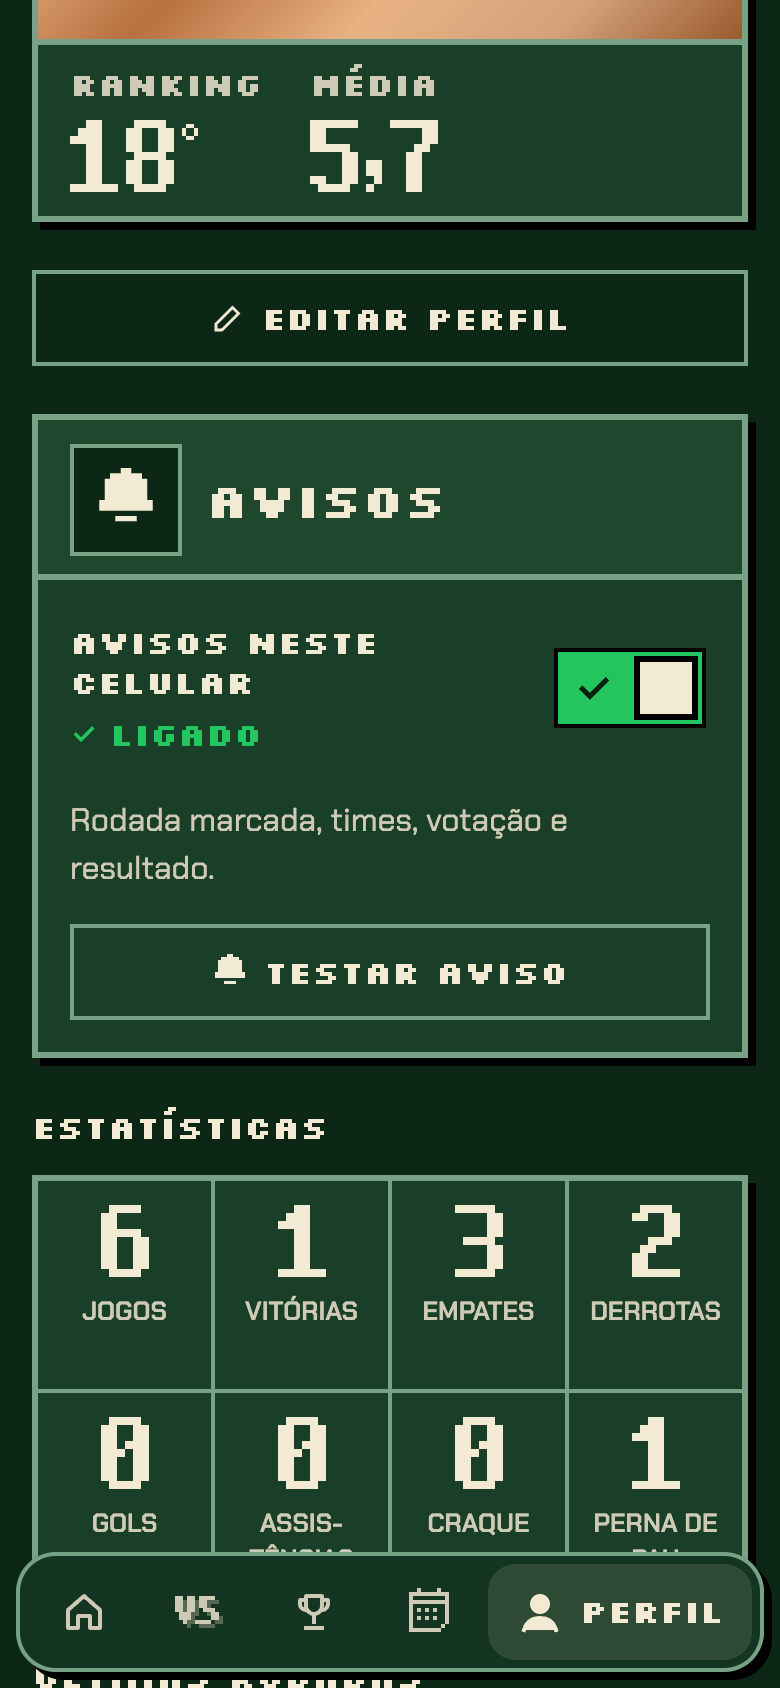 RANKING MÉDIA
18° 5,7
EDITAR PERFIL
AVISOS
AVISOS NESTE
CELULAR
LIGADO
Rodada marcada, times, votação e
resultado.
TESTAR AVISO
ESTATÍSTICAS
6 1 3 2
JOGOS VITÓRIAS EMPATES DERROTAS
0 0 0 1
GOLS ASSIS- CRAQUE PERNA DE
VS PERFIL